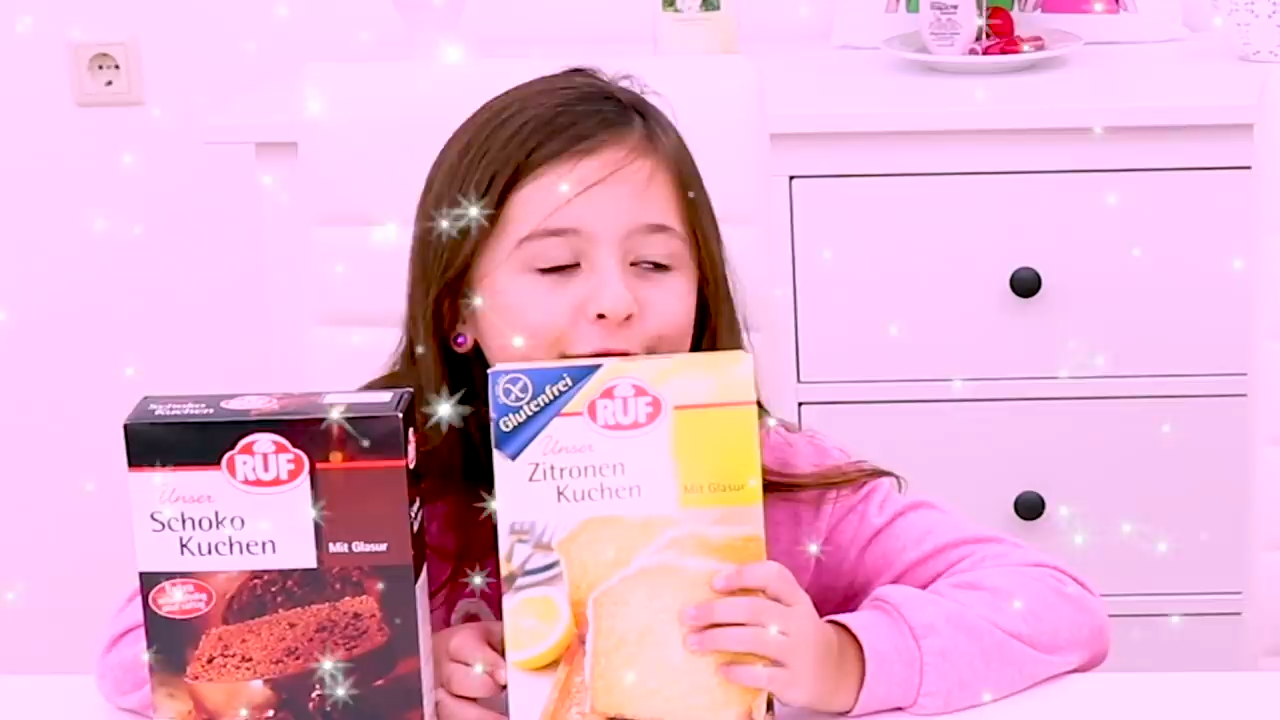 Schoko
Kuchen
RUF
Unser
Schoko
Kuchen
Mit Glasur
Glutenfrei
RUF
Unser
Zitronen
Kuchen
Mit Glasur